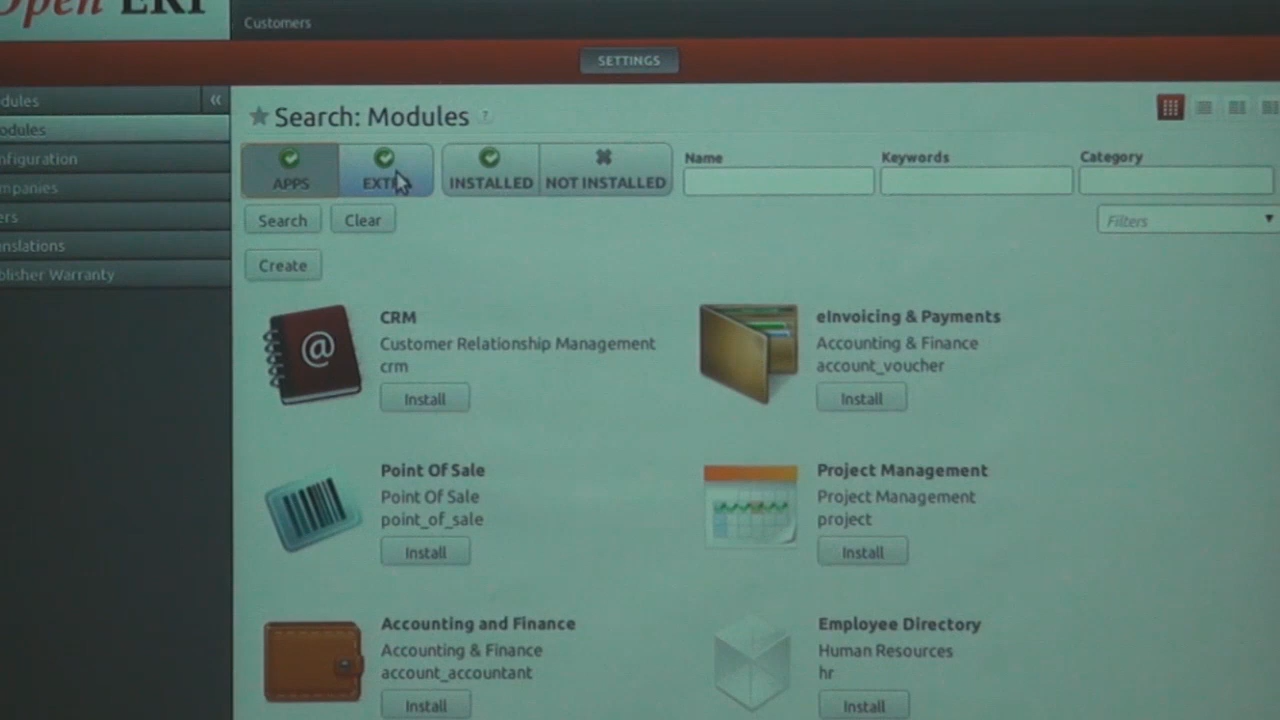 Open ERP
Customers
SETTINGS
dules
odules
nfiguration
mpanies
ers
anslations
blisher Warranty
«
Search: Modules ?
APPS
EXT
INSTALLED
NOT INSTALLED
Name
Keywords
Category
Search
Clear
Filters
Create
CRM
Customer Relationship Management
crm
Install
eInvoicing & Payments
Accounting & Finance
account_voucher
Install
Point Of Sale
Point Of Sale
point_of_sale
Install
Project Management
Project Management
project
Install
Accounting and Finance
Accounting & Finance
account_accountant
Install
Employee Directory
Human Resources
hr
Install